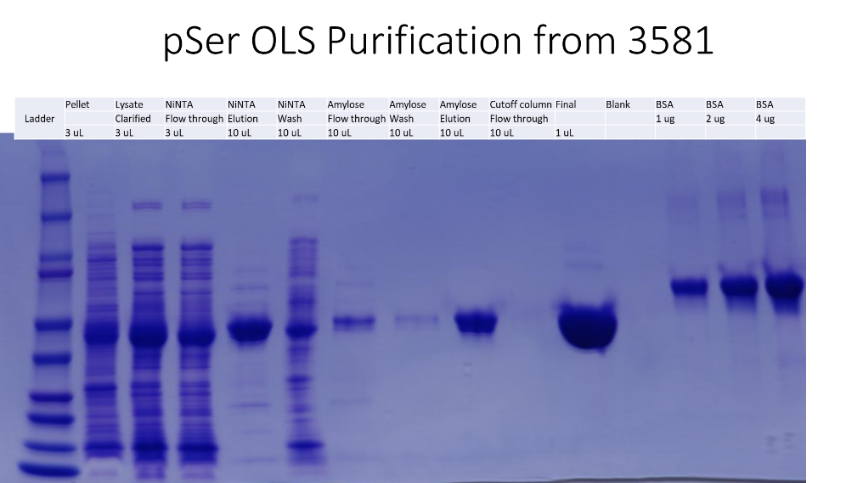 pSer OLS Purification from 3581
Pellet Lysate NiNTA NiNTA NiNTA Amylose Amylose Amylose Cutoff column Final Blank BSA BSA BSA
Ladder Clarified Flow through Elution Wash Flow through Wash Elution Flow through 1 ug 2 ug 4 ug
3 uL 3 uL 3 uL 10 uL 10 uL 10 uL 10 uL 10 uL 10 uL 1 uL